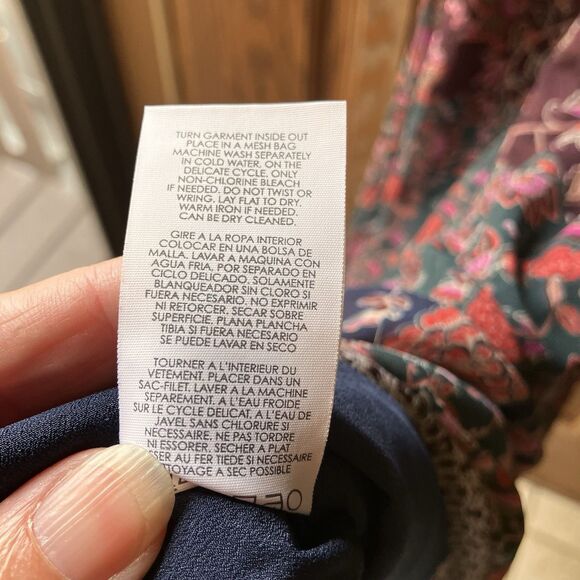 TURN GARMENT INSIDE OUT
PLACE IN A MESH BAG
MACHINE WASH SEPARATELY
IN COLD WATER, ON THE
DELICATE CYCLE, ONLY
NON-CHLORINE BLEACH
IF NEEDED. DO NOT TWIST OR
WRING. LAY FLAT TO DRY.
WARM IRON IF NEEDED.
CAN BE DRY CLEANED.
GIRE A LA ROPA INTERIOR
COLOCAR EN UNA BOLSA DE
MALLA. LAVAR A MAQUINA CON
AGUA FRIA, POR SEPARADO EN
CICLO DELICADO. SOLAMENTE
BLANQUEADOR SIN CLORO SI
FUERA NECESARIO. NO EXPRIMIR
NI RETORCER. SECAR SOBRE
SUPERFICIE. PLANA PLANCHA
TIBIA SI FUERA NECESARIO
SE PUEDE LAVAR EN SECO
TOURNER A L'INTERIEUR DU
VETEMENT. PLACER DANS UN
SAC-FILET. LAVER A LA MACHINE
SEPAREMENT. A L'EAU FROIDE
SUR LE CYCLE DELICAT. A L'EAU DE
JAVEL SANS CHLORURE SI
NECESSAIRE. NE PAS TORDRE
NI ESSORER. SECHER A PLAT
SER AU FER TIEDE SI NECESSAIRE
TTOYAGE A SEC POSSIBLE